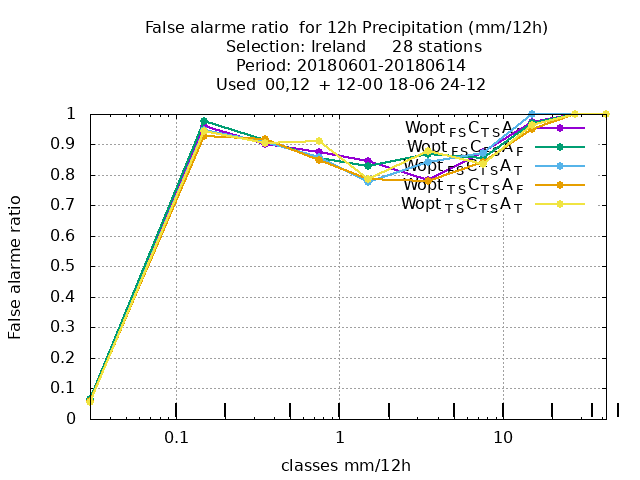 False alarme ratio  for 12h Precipitation (mm/12h)
Selection: Ireland     28 stations
Period: 20180601-20180614
Used  00,12  + 12-00 18-06 24-12
False alarme ratio
1
0.9
0.8
0.7
0.6
0.5
0.4
0.3
0.2
0.1
0
Wopt FS C TS A
Wopt FS C TS A F
Wopt FS C TS A T
Wopt TS C TS A F
Wopt TS C TS A T
0.1 1 10
classes mm/12h